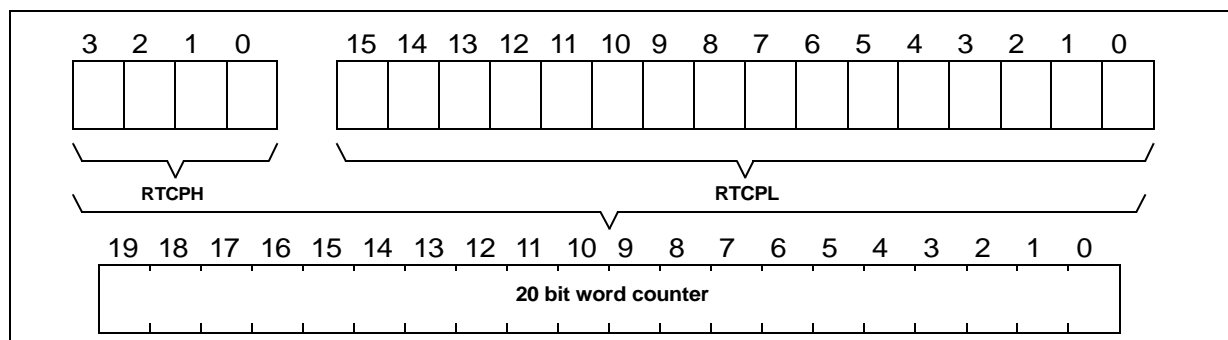 3 2 1 0 15 14 13 12 11 10 9 8 7 6 5 4 3 2 1 0
RTCPH RTCPL
19 18 17 16 15 14 13 12 11 10 9 8 7 6 5 4 3 2 1 0
20 bit word counter